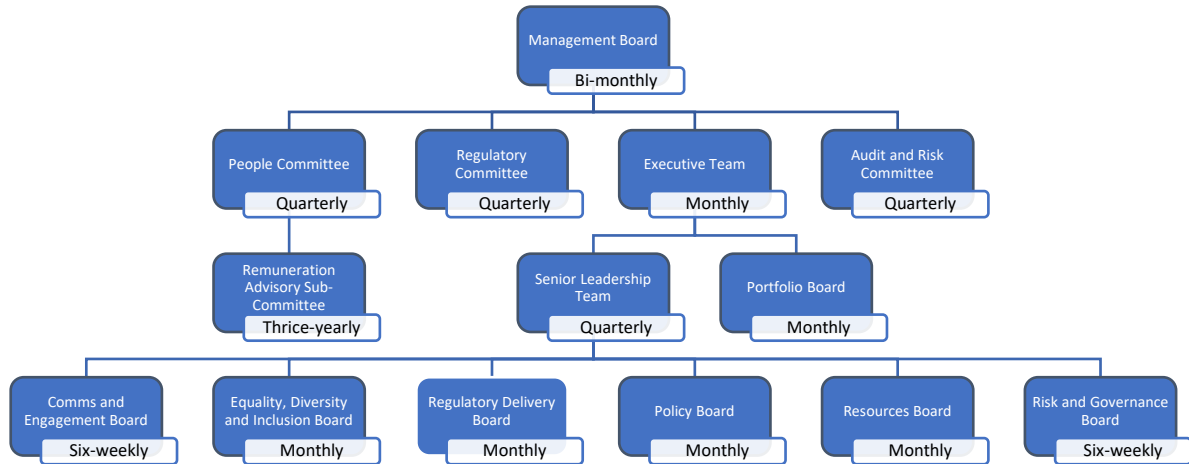 Management Board
Bi-monthly
People Committee
Quarterly
Regulatory
Committee
Quarterly
Executive Team
Monthly
Audit and Risk
Committee
Quarterly
Remuneration
Advisory Sub-
Committee
Thrice-yearly
Senior Leadership
Team
Quarterly
Portfolio Board
Monthly
Comms and
Engagement Board
Six-weekly
Equality, Diversity
and Inclusion Board
Monthly
Regulatory Delivery
Board
Monthly
Policy Board
Monthly
Resources Board
Monthly
Risk and Governance
Board
Six-weekly